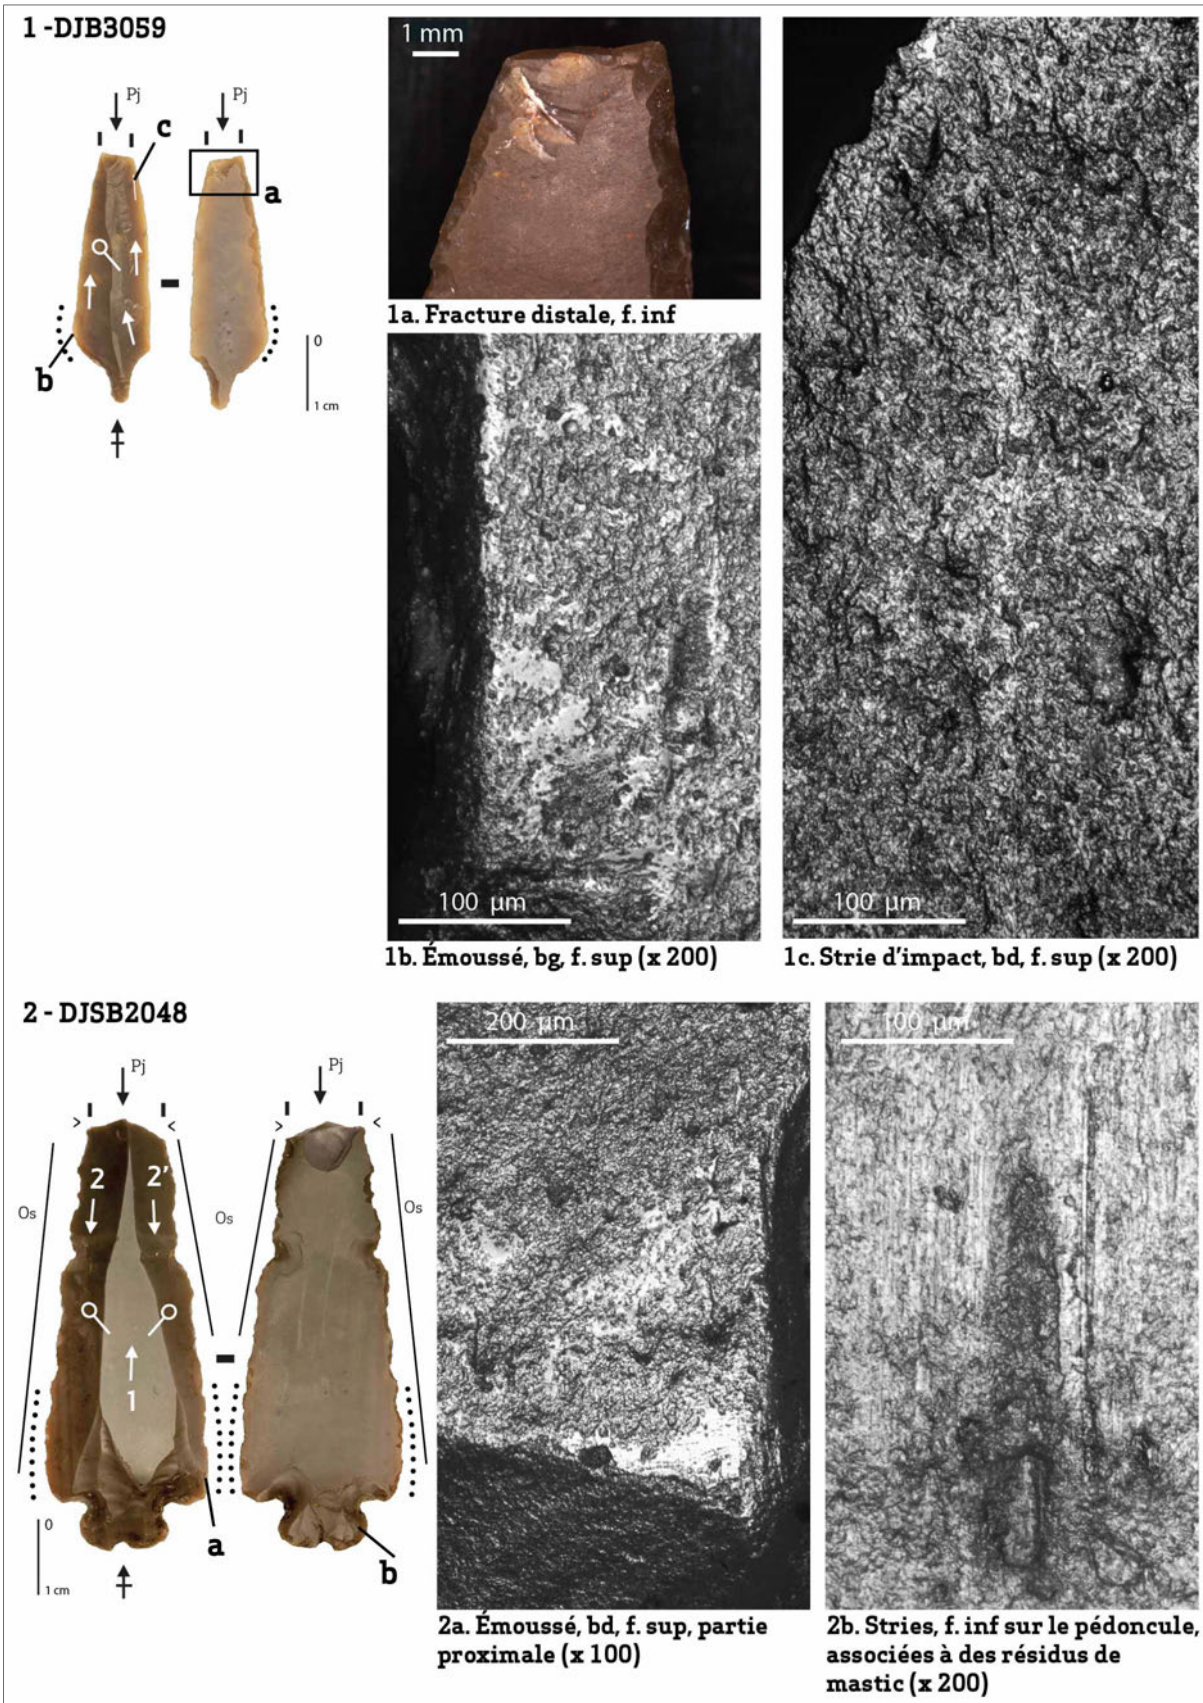 1 -DJB3059
Pj
Pj
c
a
b
0
1 cm
1 mm
1a. Fracture distale, f. inf
100 µm
1b. Émoussé, bg, f. sup (x 200)
100 µm
1c. Strie d'impact, bd, f. sup (x 200)
2 - DJSB2048
Pj
Pj
2
2'
Os
Os
Os
1
a
b
0
1 cm
200 µm
2a. Émoussé, bd, f. sup, partie
proximale (x 100)
100 µm
2b. Stries, f. inf sur le pédoncule,
associées à des résidus de
mastic (x 200)